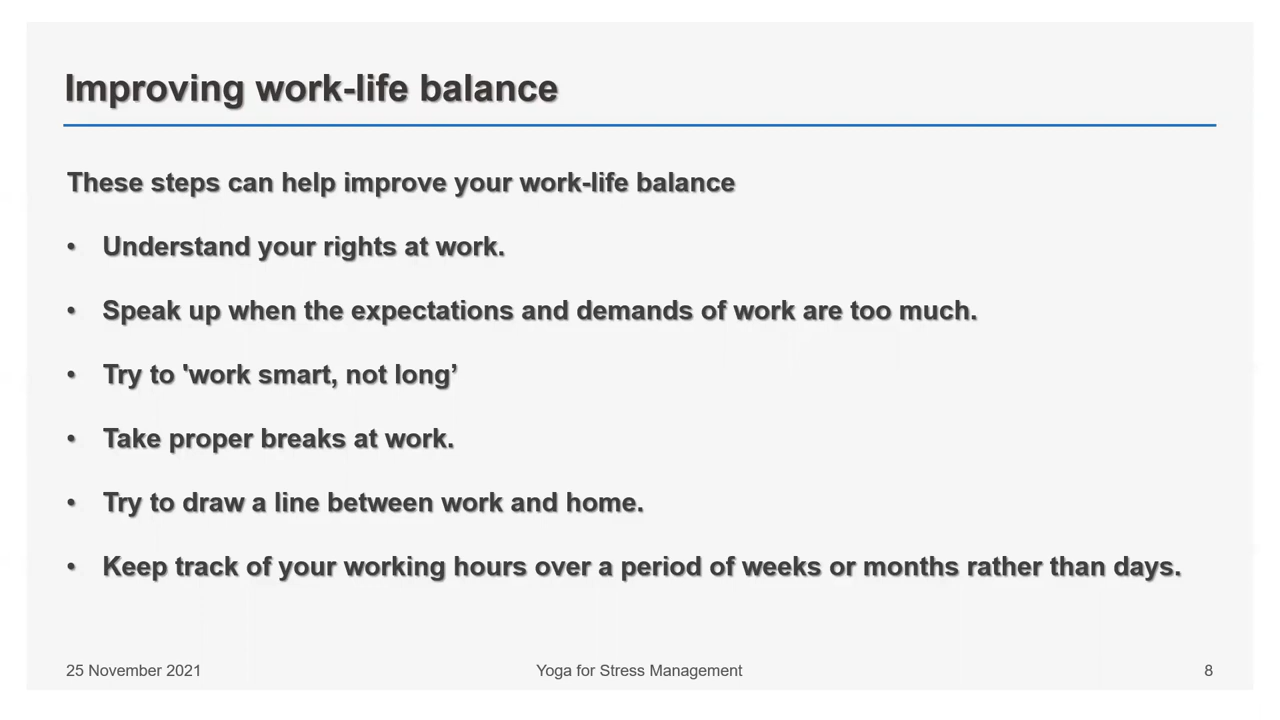 Improving work-life balance
These steps can help improve your work-life balance
• Understand your rights at work.
• Speak up when the expectations and demands of work are too much.
• Try to 'work smart, not long’
• Take proper breaks at work.
• Try to draw a line between work and home.
• Keep track of your working hours over a period of weeks or months rather than days.
25 November 2021 Yoga for Stress Management 8